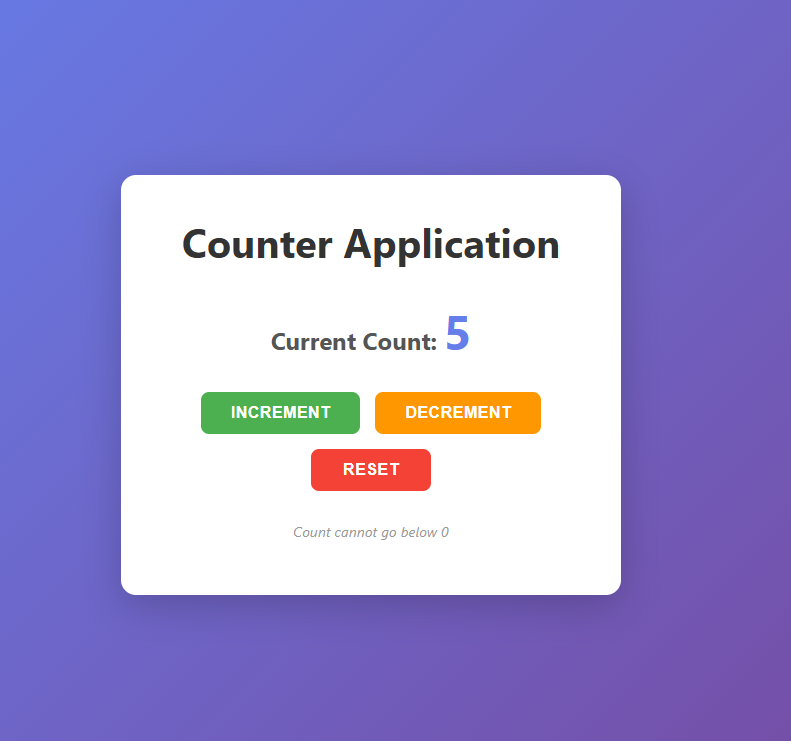 Counter Application
Current Count: 5
INCREMENT DECREMENT
RESET
Count cannot go below 0